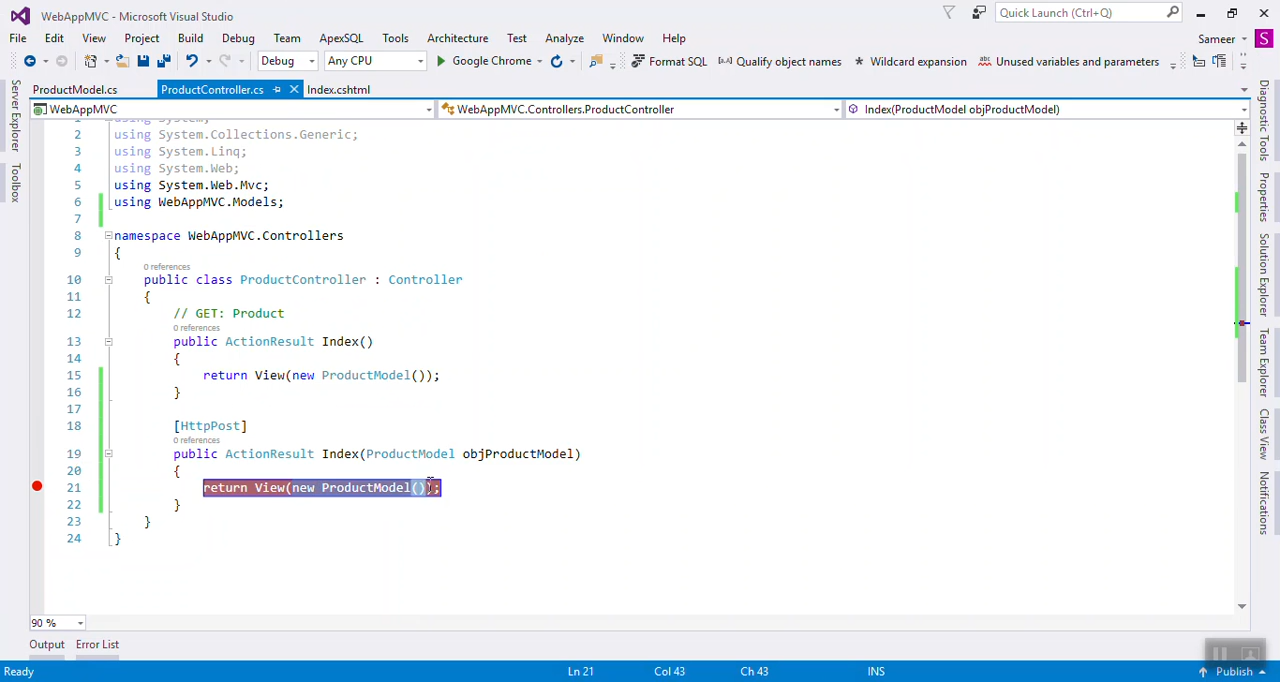 WebAppMVC - Microsoft Visual Studio
Quick Launch (Ctrl+Q)
File Edit View Project Build Debug Team ApexSQL Tools Architecture Test Analyze Window Help
Sameer S
Debug Any CPU Google Chrome Format SQL Qualify object names Wildcard expansion Unused variables and parameters
ProductModel.cs ProductController.cs Index.cshtml
WebAppMVC WebAppMVC.Controllers.ProductController Index(ProductModel objProductModel)
Server Explorer
Toolbox
1 using System;
2 using System.Collections.Generic;
3 using System.Linq;
4 using System.Web;
5 using System.Web.Mvc;
6 using WebAppMVC.Models;
7
8 namespace WebAppMVC.Controllers
9 {
0 references
10 public class ProductController : Controller
11 {
12 // GET: Product
0 references
13 public ActionResult Index()
14 {
15 return View(new ProductModel());
16 }
17
18 [HttpPost]
0 references
19 public ActionResult Index(ProductModel objProductModel)
20 {
21 return View(new ProductModel());
22 }
23 }
24 }
Diagnostic Tools
Properties
Solution Explorer
Team Explorer
Class View
Notifications
90 %
Output Error List
Ready Ln 21 Col 43 Ch 43 INS Publish